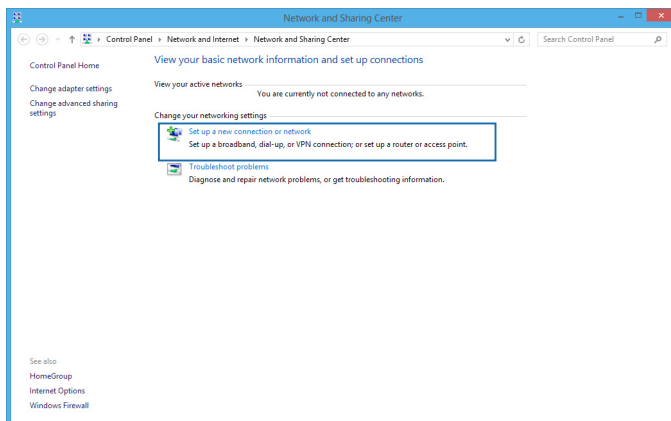 Network and Sharing Center
Control Panel
Network and Internet
Network and Sharing Center
Search Control Panel
Control Panel Home
Change adapter settings
Change advanced sharing
settings
View your basic network information and set up connections
View your active networks
You are currently not connected to any networks.
Change your networking settings
Set up a new connection or network
Set up a broadband, dial-up, or VPN connection; or set up a router or access point.
Troubleshoot problems
Diagnose and repair network problems, or get troubleshooting information.
See also
HomeGroup
Internet Options
Windows Firewall